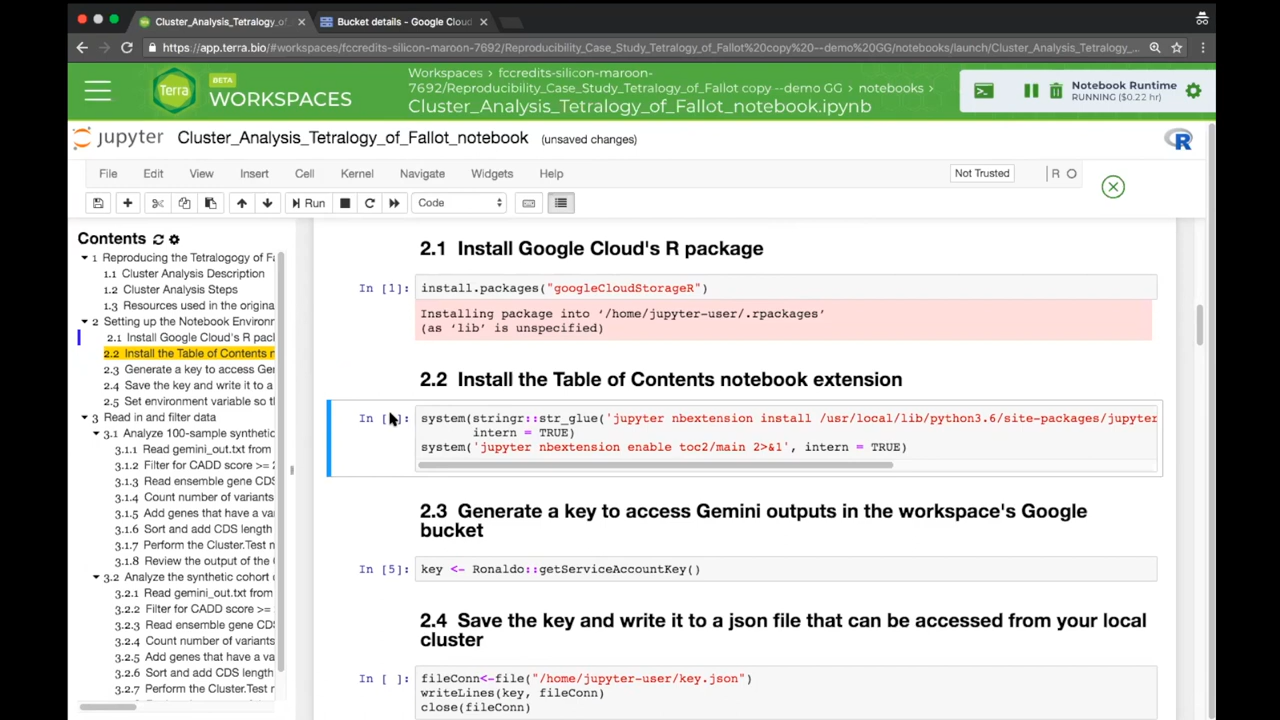 Cluster_Analysis_Tetralogy_of_
Bucket details - Google Cloud
https://app.terra.bio/#workspaces/fccredits-silicon-maroon-7692/Reproducibility_Case_Study_Tetralogy_of_Fallot%20copy%20--demo GG/notebooks/launch/Cluster_Analysis_Tetralogy_...
Terra
BETA
WORKSPACES
Workspaces > fccredits-silicon-maroon-
7692/Reproducibility_Case_Study_Tetralogy_of_Fallot copy --demo GG > notebooks >
Cluster_Analysis_Tetralogy_of_Fallot_notebook.ipynb
Notebook Runtime
RUNNING ($0.22 hr)
jupyter Cluster_Analysis_Tetralogy_of_Fallot_notebook (unsaved changes)
R
File Edit View Insert Cell Kernel Navigate Widgets Help Not Trusted R
Run Code
Contents
1 Reproducing the Tetralogogy of Fa
1.1 Cluster Analysis Description
1.2 Cluster Analysis Steps
1.3 Resources used in the origina
2 Setting up the Notebook Environ
2.1 Install Google Cloud's R pack
2.2 Install the Table of Contents n
2.3 Generate a key to access Gem
2.4 Save the key and write it to a
2.5 Set environment variable so th
3 Read in and filter data
3.1 Analyze 100-sample synthetic
3.1.1 Read gemini_out.txt from
3.1.2 Filter for CADD score >=
3.1.3 Read ensemble gene CDS
3.1.4 Count number of variants
3.1.5 Add genes that have a va
3.1.6 Sort and add CDS length
3.1.7 Perform the Cluster.Test n
3.1.8 Review the output of the
3.2 Analyze the synthetic cohort
3.2.1 Read gemini_out.txt from
3.2.2 Filter for CADD score >=
3.2.3 Read ensemble gene CDS
3.2.4 Count number of variants
3.2.5 Add genes that have a va
3.2.6 Sort and add CDS length
3.2.7 Perform the Cluster.Test n
2.1 Install Google Cloud's R package
In [1]: install.packages("googleCloudStorageR")
Installing package into ‘/home/jupyter-user/.rpackages’
(as ‘lib’ is unspecified)
2.2 Install the Table of Contents notebook extension
In [ ]: system(stringr::str_glue('jupyter nbextension install /usr/local/lib/python3.6/site-packages/jupyter
intern = TRUE)
system('jupyter nbextension enable toc2/main 2>&1', intern = TRUE)
2.3 Generate a key to access Gemini outputs in the workspace's Google
bucket
In [5]: key <- Ronaldo::getServiceAccountKey()
2.4 Save the key and write it to a json file that can be accessed from your local
cluster
In [ ]: fileConn<-file("/home/jupyter-user/key.json")
writeLines(key, fileConn)
close(fileConn)